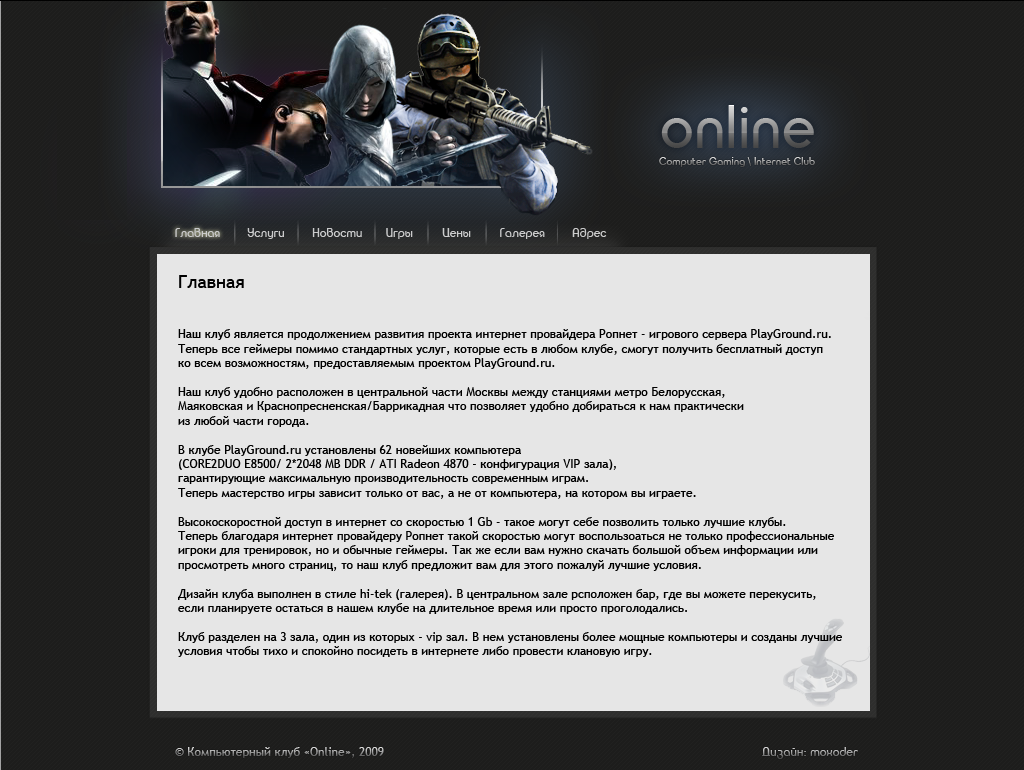 online
Computer Gaming \ Internet Club
Главная Услуги Новости Игры Цены Галерея Адрес
Главная
Наш клуб является продолжением развития проекта интернет провайдера Ропнет - игрового сервера PlayGround.ru.
Теперь все геймеры помимо стандартных услуг, которые есть в любом клубе, смогут получить бесплатный доступ
ко всем возможностям, предоставляемым проектом PlayGround.ru.
Наш клуб удобно расположен в центральной части Москвы между станциями метро Белорусская,
Маяковская и Краснопресненская/Баррикадная что позволяет удобно добираться к нам практически
из любой части города.
В клубе PlayGround.ru установлены 62 новейших компьютера
(CORE2DUO E8500/ 2*2048 MB DDR / ATI Radeon 4870 - конфигурация VIP зала),
гарантирующие максимальную производительность современным играм.
Теперь мастерство игры зависит только от вас, а не от компьютера, на котором вы играете.
Высокоскоростной доступ в интернет со скоростью 1 Gb - такое могут себе позволить только лучшие клубы.
Теперь благодаря интернет провайдеру Ропнет такой скоростью могут воспользоаться не только профессиональные
игроки для тренировок, но и обычные геймеры. Так же если вам нужно скачать большой объем информации или
просмотреть много страниц, то наш клуб предложит вам для этого пожалуй лучшие условия.
Дизайн клуба выполнен в стиле hi-tek (галерея). В центральном зале рсположен бар, где вы можете перекусить,
если планируете остаться в нашем клубе на длительное время или просто проголодались.
Клуб разделен на 3 зала, один из которых - vip зал. В нем установлены более мощные компьютеры и созданы лучшие
условия чтобы тихо и спокойно посидеть в интернете либо провести клановую игру.
© Компьютерный клуб «Online», 2009
Дизайн: moxoder